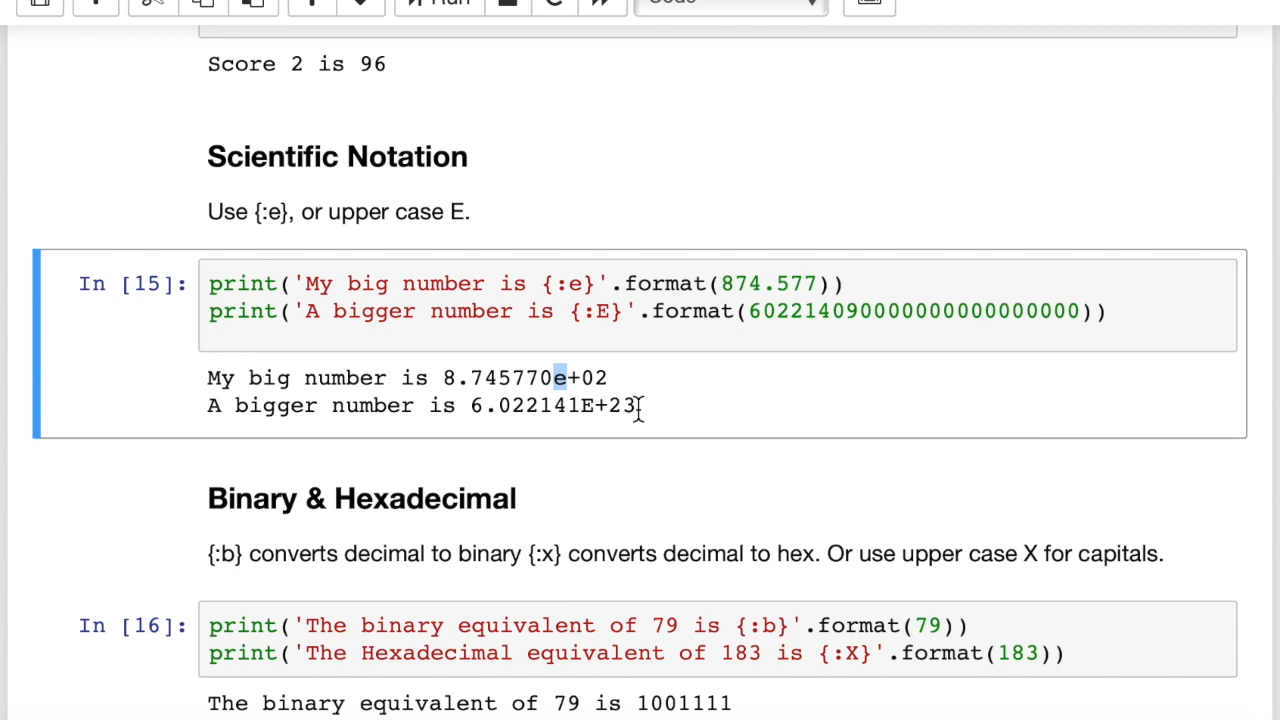 Run
Code
Score 2 is 96
Scientific Notation
Use {:e}, or upper case E.
In [15]:
print('My big number is {:e}'.format(874.577))
print('A bigger number is {:E}'.format(602214090000000000000000))
My big number is 8.745770e+02
A bigger number is 6.022141E+23
Binary & Hexadecimal
{:b} converts decimal to binary {:x} converts decimal to hex. Or use upper case X for capitals.
In [16]:
print('The binary equivalent of 79 is {:b}'.format(79))
print('The Hexadecimal equivalent of 183 is {:X}'.format(183))
The binary equivalent of 79 is 1001111